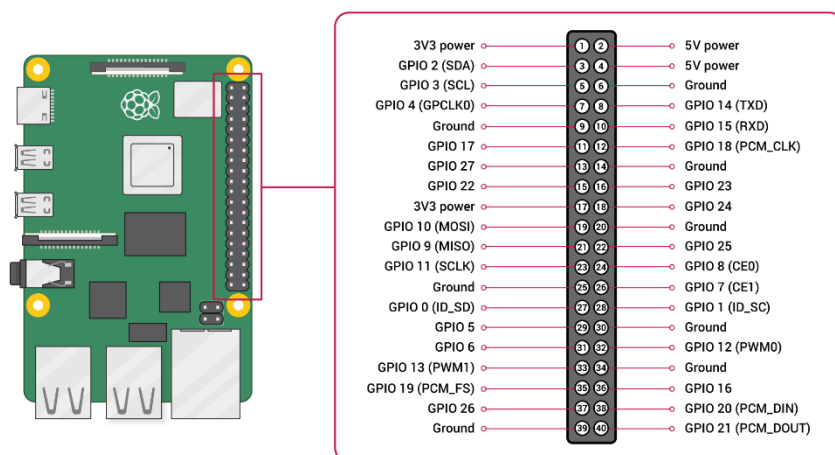 3V3 power 1 2 5V power
GPIO 2 (SDA) 3 4 5V power
GPIO 3 (SCL) 5 6 Ground
GPIO 4 (GPCLK0) 7 8 GPIO 14 (TXD)
Ground 9 10 GPIO 15 (RXD)
GPIO 17 11 12 GPIO 18 (PCM_CLK)
GPIO 27 13 14 Ground
GPIO 22 15 16 GPIO 23
3V3 power 17 18 GPIO 24
GPIO 10 (MOSI) 19 20 Ground
GPIO 9 (MISO) 21 22 GPIO 25
GPIO 11 (SCLK) 23 24 GPIO 8 (CE0)
Ground 25 26 GPIO 7 (CE1)
GPIO 0 (ID_SD) 27 28 GPIO 1 (ID_SC)
GPIO 5 29 30 Ground
GPIO 6 31 32 GPIO 12 (PWM0)
GPIO 13 (PWM1) 33 34 Ground
GPIO 19 (PCM_FS) 35 36 GPIO 16
GPIO 26 37 38 GPIO 20 (PCM_DIN)
Ground 39 40 GPIO 21 (PCM_DOUT)